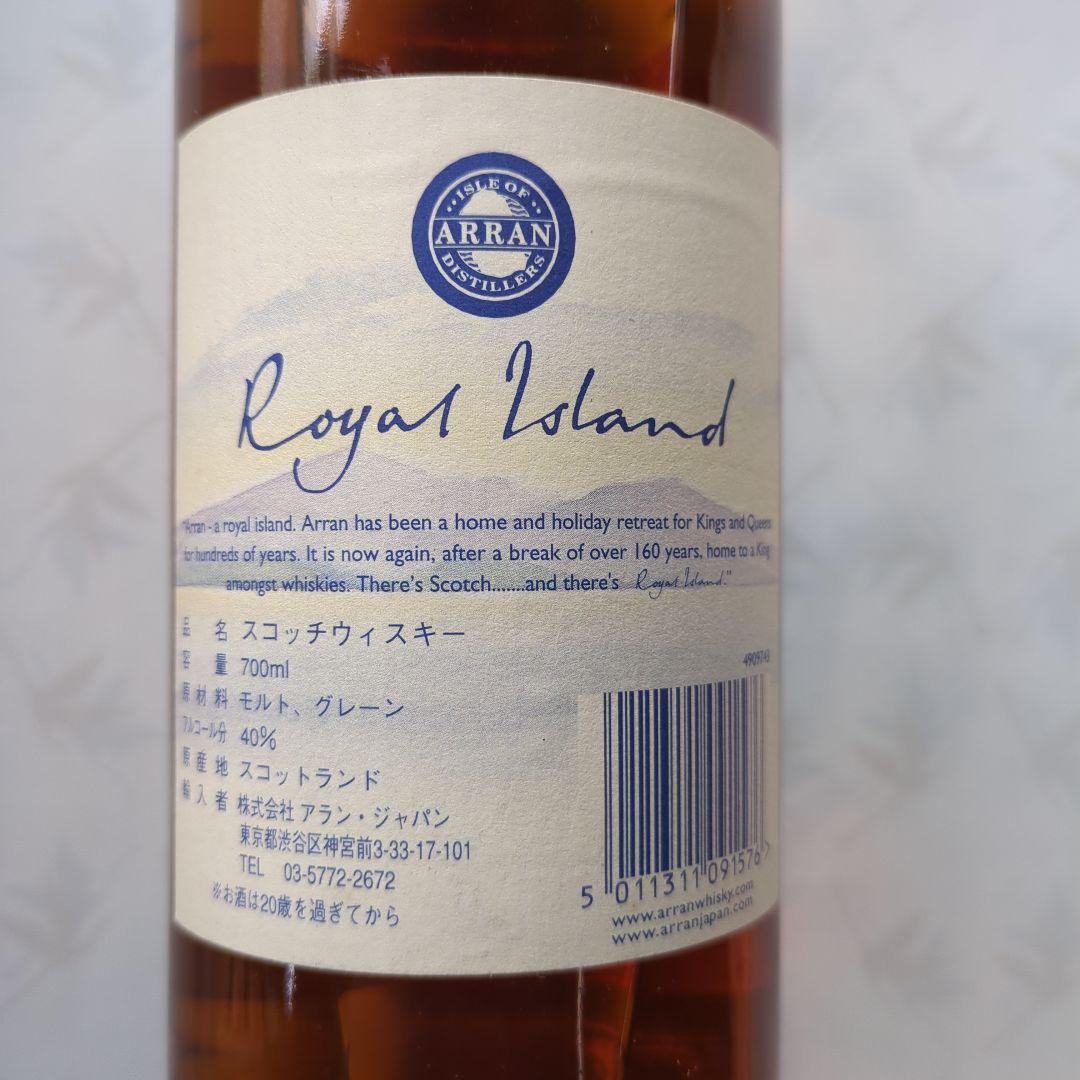 ISLE OF
ARRAN
DISTILLERS
Royal Island
"Arran - a royal island. Arran has been a home and holiday retreat for Kings and Queens
for hundreds of years. It is now again, after a break of over 160 years, home to a King
amongst whiskies. There's Scotch.......and there's Royal Island."
品名 スコッチウィスキー
容量 700ml
原材料 モルト、グレーン
アルコール分 40%
原産地 スコットランド
輸入者 株式会社 アラン・ジャパン
東京都渋谷区神宮前3-33-17-101
TEL 03-5772-2672
※お酒は20歳を過ぎてから
4909743
5 011311 091576 >
www.arranwhisky.com
www.arranjapan.com